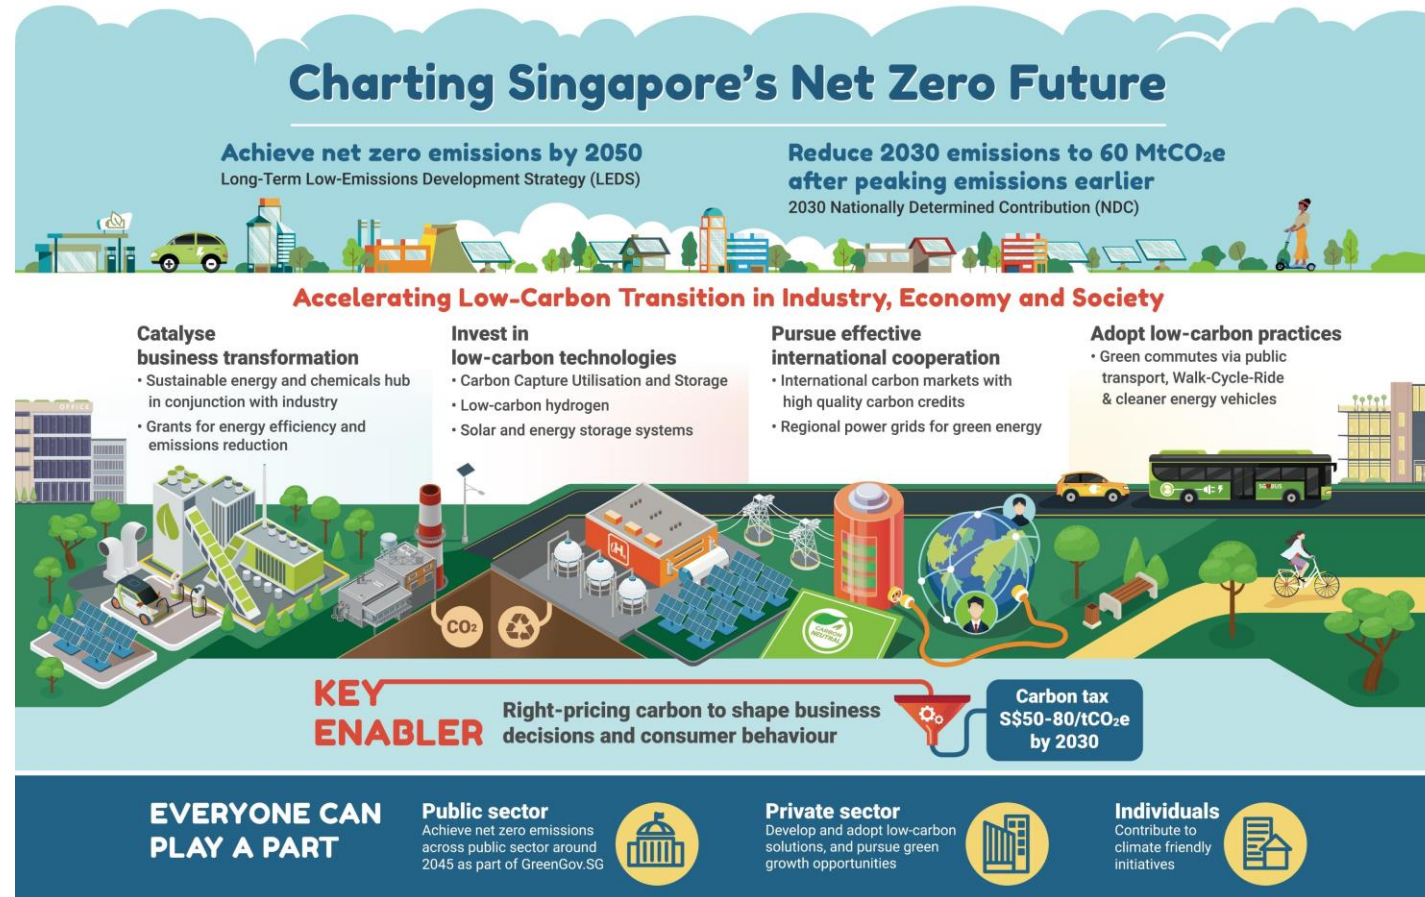 Charting Singapore's Net Zero Future
Achieve net zero emissions by 2050
Long-Term Low-Emissions Development Strategy (LEDS)
Reduce 2030 emissions to 60 MtCO₂e
after peaking emissions earlier
2030 Nationally Determined Contribution (NDC)
Accelerating Low-Carbon Transition in Industry, Economy and Society
Catalyse
business transformation
• Sustainable energy and chemicals hub
in conjunction with industry
• Grants for energy efficiency and
emissions reduction
Invest in
low-carbon technologies
• Carbon Capture Utilisation and Storage
• Low-carbon hydrogen
• Solar and energy storage systems
Pursue effective
international cooperation
• International carbon markets with
high quality carbon credits
• Regional power grids for green energy
Adopt low-carbon practices
• Green commutes via public
transport, Walk-Cycle-Ride
& cleaner energy vehicles
OFFICE
SG♥BUS
H₂
CO₂
CARBON
NEUTRAL
KEY
ENABLER
Right-pricing carbon to shape business
decisions and consumer behaviour
Carbon tax
S$50-80/tCO₂e
by 2030
EVERYONE CAN
PLAY A PART
Public sector
Achieve net zero emissions
across public sector around
2045 as part of GreenGov.SG
Private sector
Develop and adopt low-carbon
solutions, and pursue green
growth opportunities
Individuals
Contribute to
climate friendly
initiatives